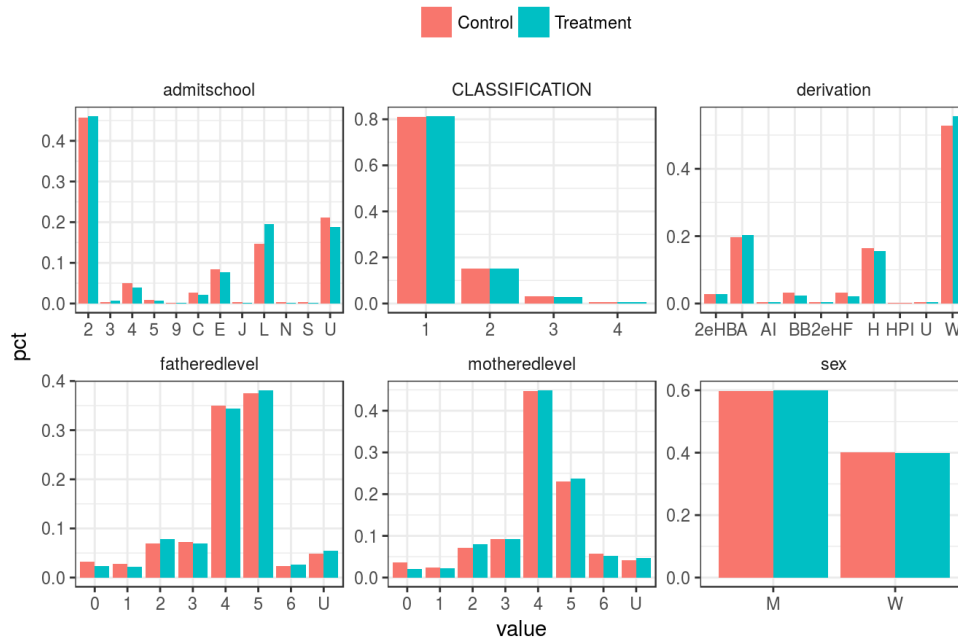 Control Treatment
admitschool CLASSIFICATION derivation
0.4
0.3
0.2
0.1
0.0
2 3 4 5 9 C E J L N S U
0.8
0.6
0.4
0.2
0.0
1 2 3 4
0.4
0.2
0.0
2eHBA AI BB2eHF H HPI U W
pct
fatheredlevel motheredlevel sex
0.4
0.3
0.2
0.1
0.0
0 1 2 3 4 5 6 U
0.4
0.3
0.2
0.1
0.0
0 1 2 3 4 5 6 U
0.6
0.4
0.2
0.0
M W
value